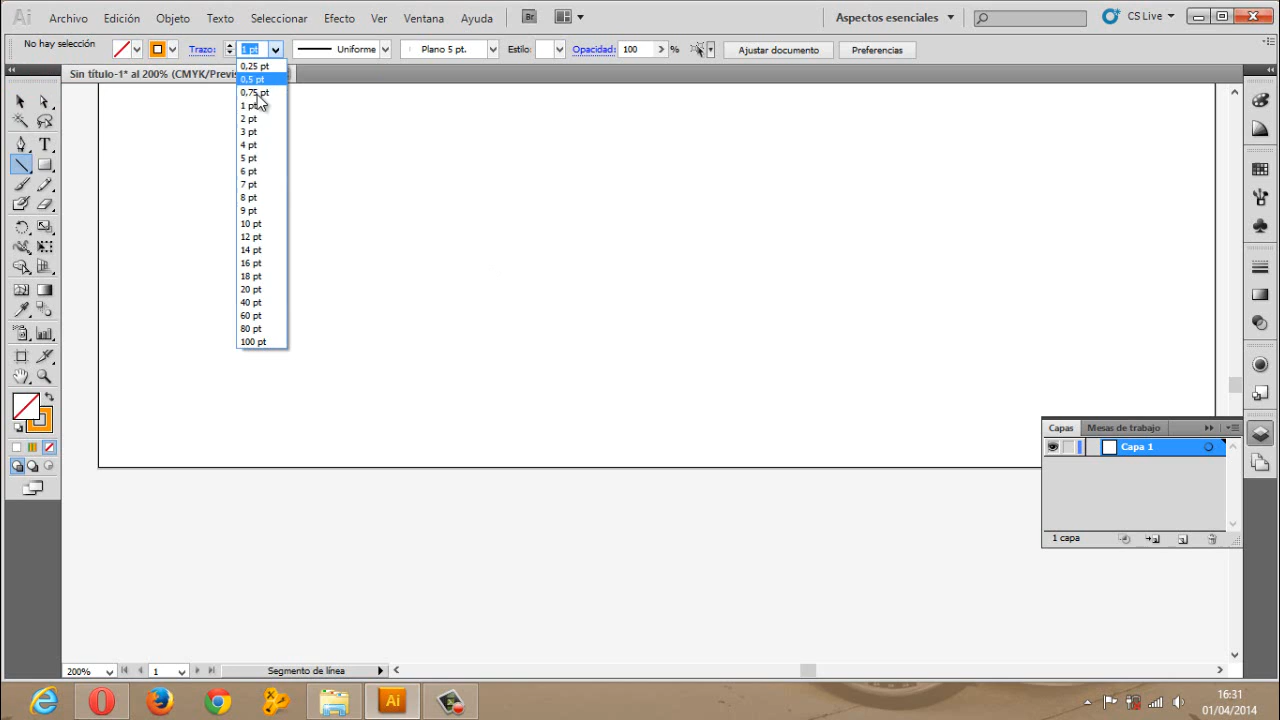 Ai Archivo Edición Objeto Texto Seleccionar Efecto Ver Ventana Ayuda Br Aspectos esenciales CS Live
No hay selección Trazo: 1 pt Uniforme Plano 5 pt. Estilo: Opacidad: 100 % Ajustar documento Preferencias
Sin título-1* al 200% (CMYK/Previs
0,25 pt
0,5 pt
0,75 pt
1 pt
2 pt
3 pt
4 pt
5 pt
6 pt
7 pt
8 pt
9 pt
10 pt
12 pt
14 pt
16 pt
18 pt
20 pt
40 pt
60 pt
80 pt
100 pt
Capas Mesas de trabajo
Capa 1
1 capa
200% 1 Segmento de línea
Ai
16:31
01/04/2014